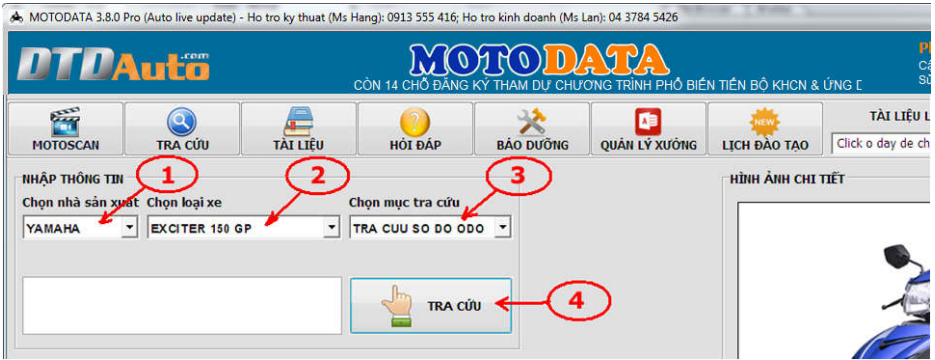 MOTODATA 3.8.0 Pro (Auto live update) - Ho tro ky thuat (Ms Hang): 0913 555 416; Ho tro kinh doanh (Ms Lan): 04 3784 5426
DTDAuto.com
MOTODATA
CÒN 14 CHỖ ĐĂNG KÝ THAM DỰ CHƯƠNG TRÌNH PHỔ BIẾN TIẾN BỘ KHCN & ỨNG
MOTOSCAN
TRA CỨU
TÀI LIỆU
HỎI ĐÁP
BẢO DƯỠNG
QUẢN LÝ XƯỞNG
NEW
LỊCH ĐÀO TẠO
TÀI LIỆU L
Click o day de ch
NHẬP THÔNG TIN
1
2
3
HÌNH ẢNH CHI TIẾT
Chọn nhà sản xuất
Chọn loại xe
Chọn mục tra cứu
YAMAHA
EXCITER 150 GP
TRA CUU SO DO ODO
TRA CỨU
4